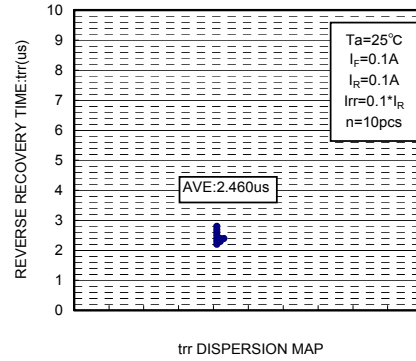 REVERSE RECOVERY TIME:trr(us)
10
9
8
7
6
5
4
3
2
1
0
Ta=25°C
IF=0.1A
IR=0.1A
Irr=0.1*IR
n=10pcs
AVE:2.460us
trr DISPERSION MAP